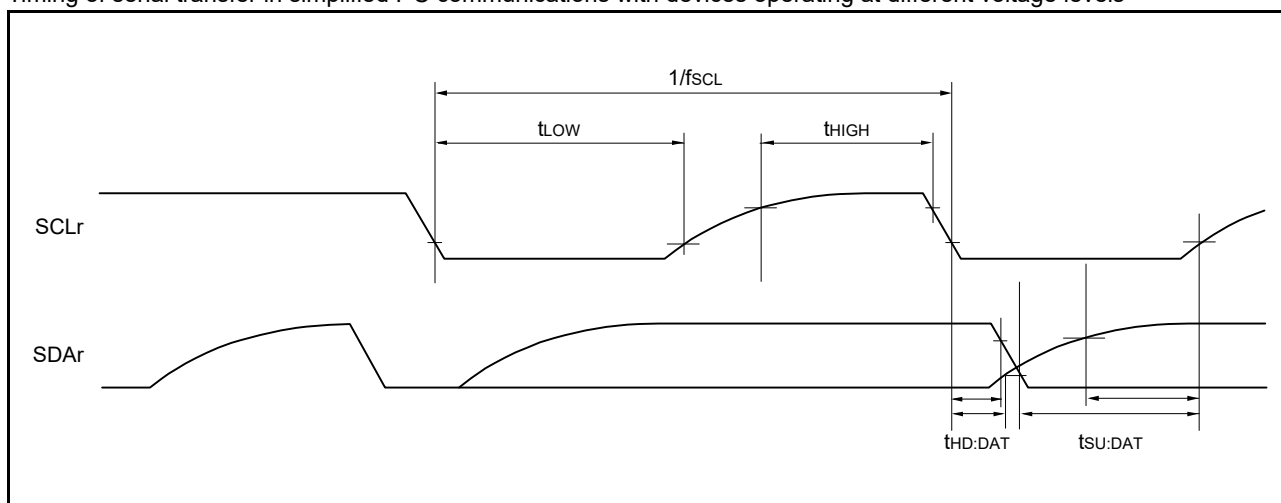 Timing of serial transfer in simplified I²C communications with devices operating at different voltage levels
1/fSCL
tLOW
tHIGH
SCLr
SDAr
tHD:DAT
tSU:DAT